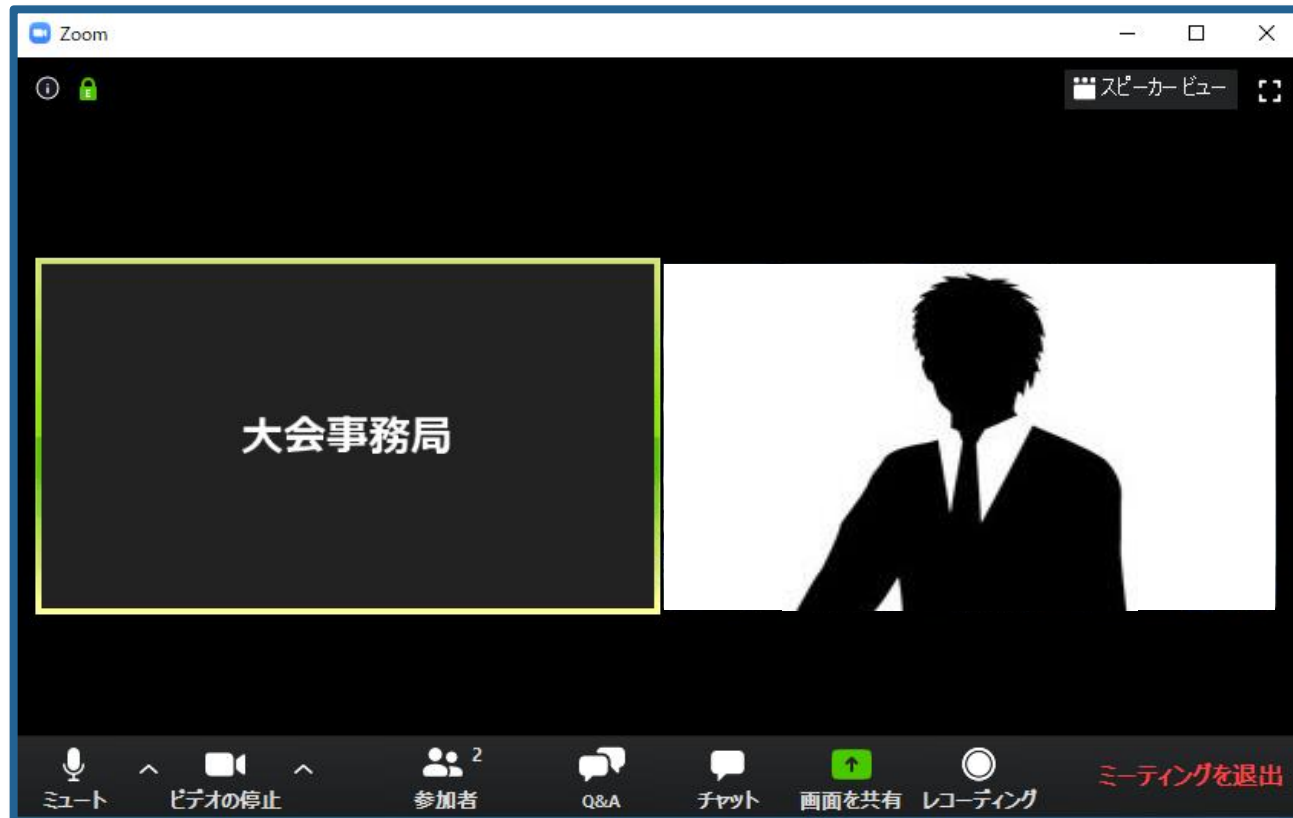 Zoom
スピーカー ビュー
大会事務局
2
ミュート
ビデオの停止
参加者
Q&A
チャット
画面を共有
レコーディング
ミーティングを退出